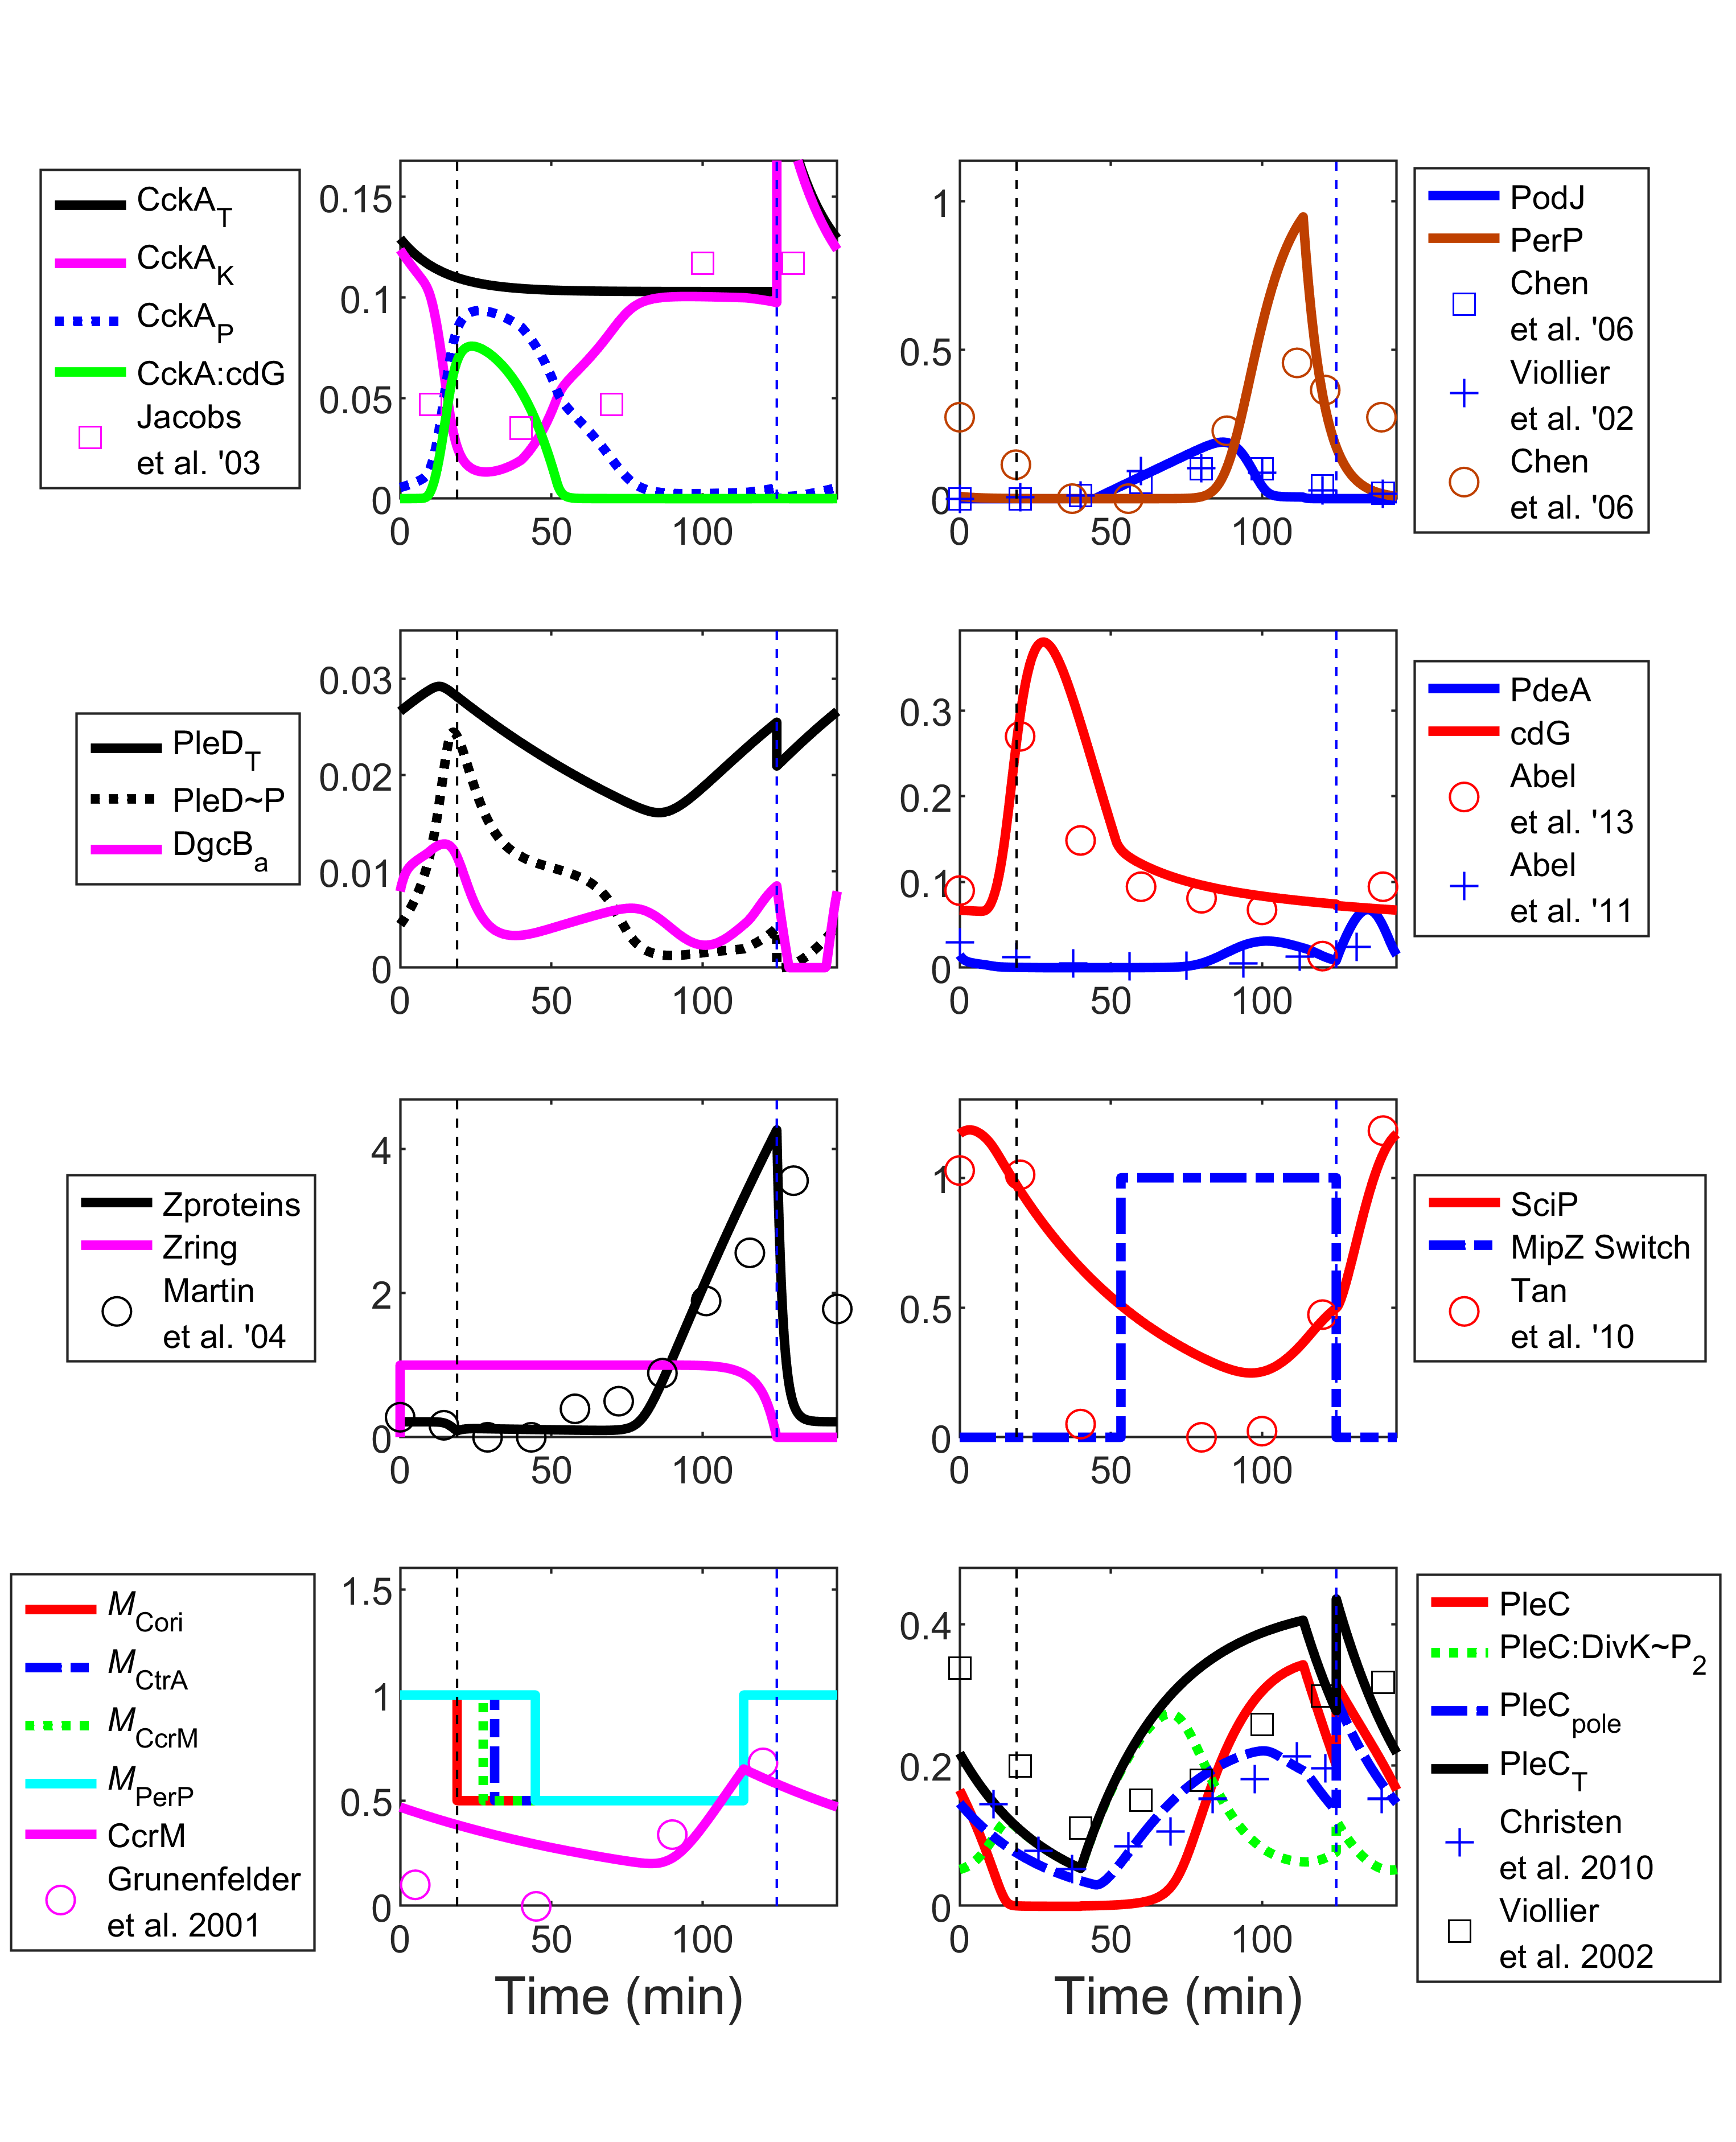 CckA_T
CckA_K
CckA_P
CckA:cdG
Jacobs
et al. '03
0.15
0.1
0.05
0
0 50 100
1
0.5
0
0 50 100
PodJ
PerP
Chen
et al. '06
Viollier
et al. '02
Chen
et al. '06
PleD_T
PleD~P
DgcB_a
0.03
0.02
0.01
0
0 50 100
0.3
0.2
0.1
0
0 50 100
PdeA
cdG
Abel
et al. '13
Abel
et al. '11
Zproteins
Zring
Martin
et al. '04
4
2
0
0 50 100
1
0.5
0
0 50 100
SciP
MipZ Switch
Tan
et al. '10
M_Cori
M_CtrA
M_CcrM
M_PerP
CcrM
Grunenfelder
et al. 2001
1.5
1
0.5
0
0 50 100
Time (min)
0.4
0.2
0
0 50 100
Time (min)
PleC
PleC:DivK~P_2
PleC_pole
PleC_T
Christen
et al. 2010
Viollier
et al. 2002